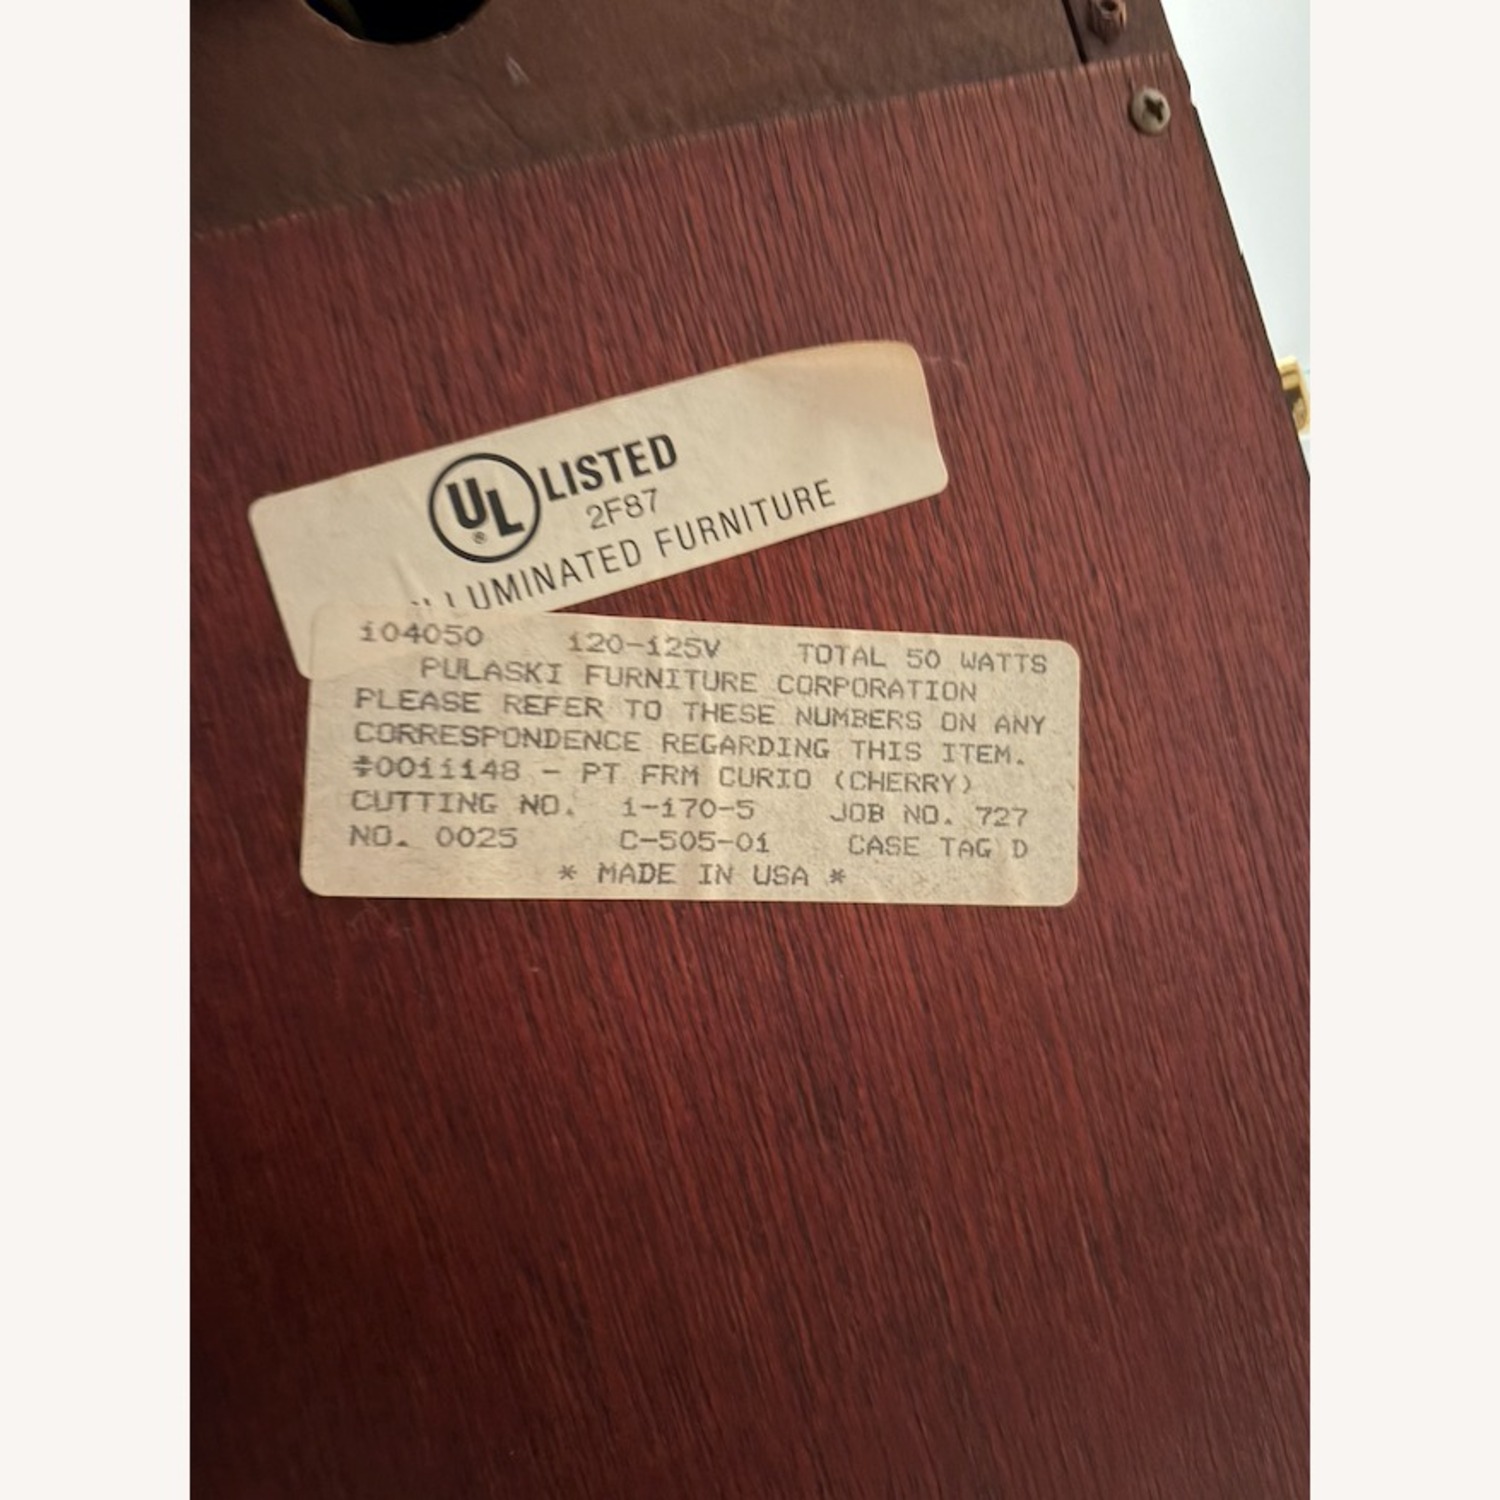 UL® LISTED
2F87
ILLUMINATED FURNITURE
104050 120-125V TOTAL 50 WATTS
PULASKI FURNITURE CORPORATION
PLEASE REFER TO THESE NUMBERS ON ANY
CORRESPONDENCE REGARDING THIS ITEM.
#0011148 - PT FRM CURIO (CHERRY)
CUTTING NO. 1-170-5 JOB NO. 727
NO. 0025 C-505-01 CASE TAG D
* MADE IN USA *